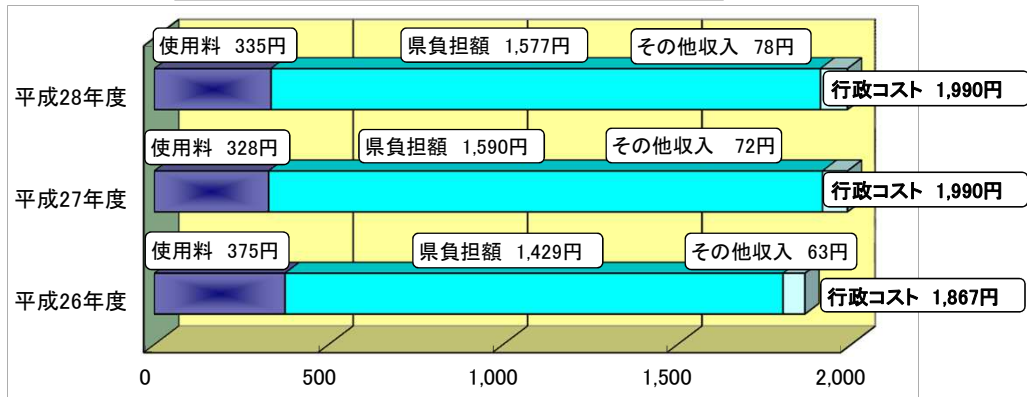 使用料 335円 県負担額 1,577円 その他収入 78円
平成28年度 行政コスト 1,990円
使用料 328円 県負担額 1,590円 その他収入 72円
平成27年度 行政コスト 1,990円
使用料 375円 県負担額 1,429円 その他収入 63円
平成26年度 行政コスト 1,867円
0 500 1,000 1,500 2,000